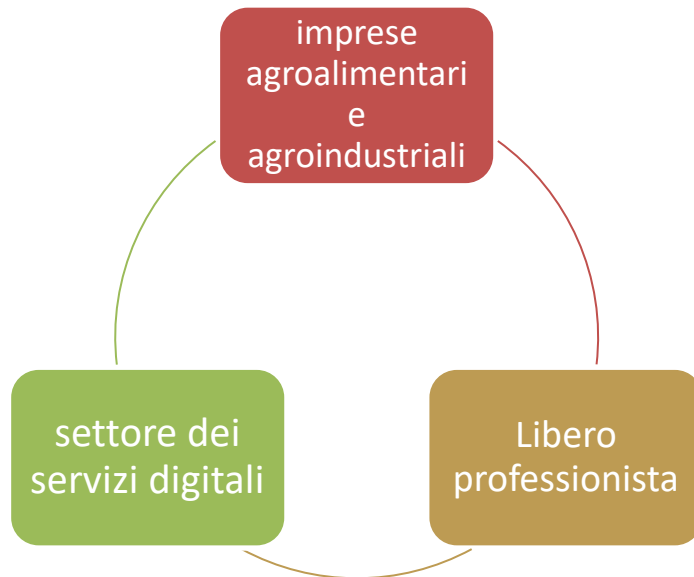 imprese
agroalimentari
e
agroindustriali
settore dei
servizi digitali
Libero
professionista